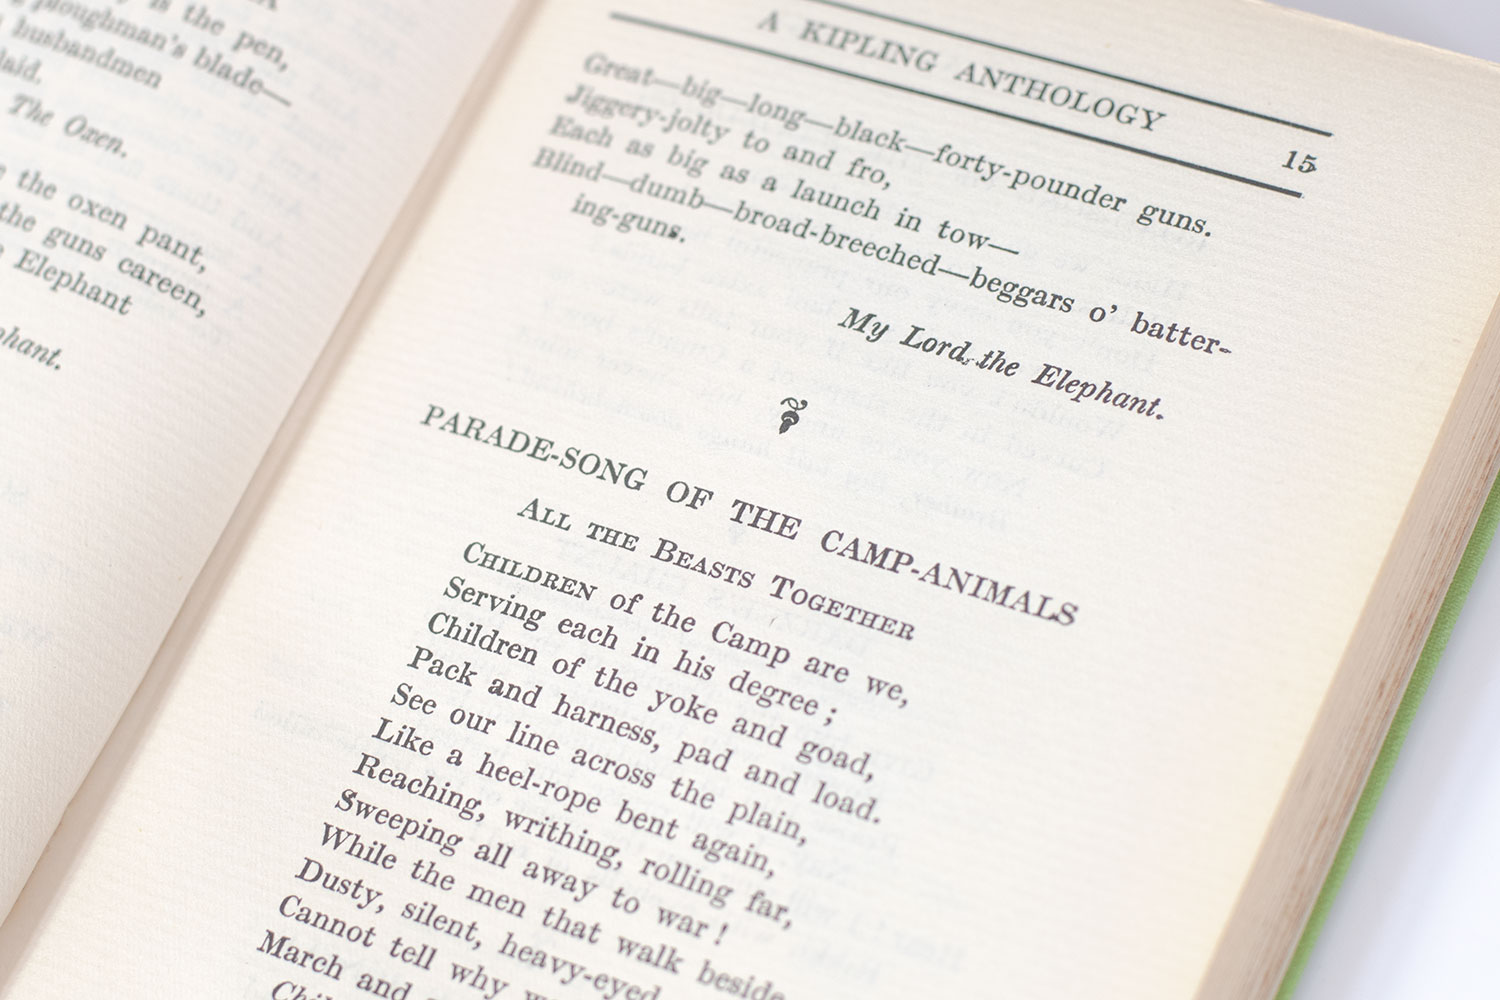 is the pen,
ploughman's blade—
husbandmen
laid.
The Oxen.
the oxen pant,
the guns careen,
Elephant
A KIPLING ANTHOLOGY
15
Great—big—long—black—forty-pounder guns.
Jiggery-jolty to and fro,
Each as big as a launch in tow—
Blind—dumb—broad-breeched—beggars o' batter-
ing-guns.
My Lord, the Elephant.
PARADE-SONG OF THE CAMP-ANIMALS
ALL THE BEASTS TOGETHER
CHILDREN of the Camp are we,
Serving each in his degree;
Children of the yoke and goad,
Pack and harness, pad and load.
See our line across the plain,
Like a heel-rope bent again,
Reaching, writhing, rolling far,
Sweeping all away to war!
While the men that walk beside
Dusty, silent, heavy-eyed
Cannot tell why
March and